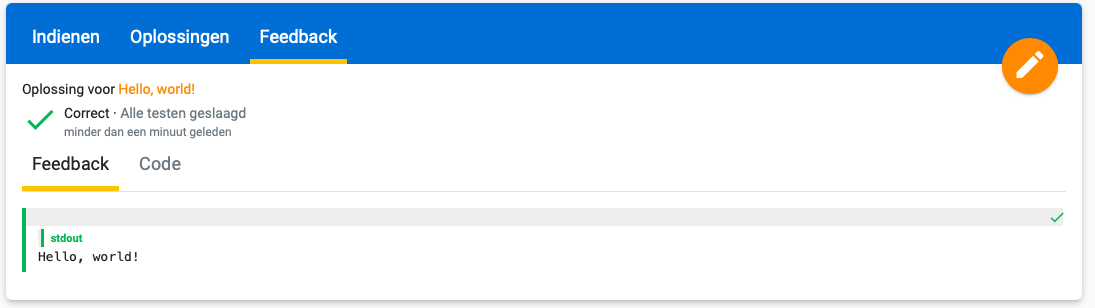 Indienen Oplossingen Feedback
Oplossing voor Hello, world!
Correct · Alle testen geslaagd
minder dan een minuut geleden
Feedback Code
stdout
Hello, world!